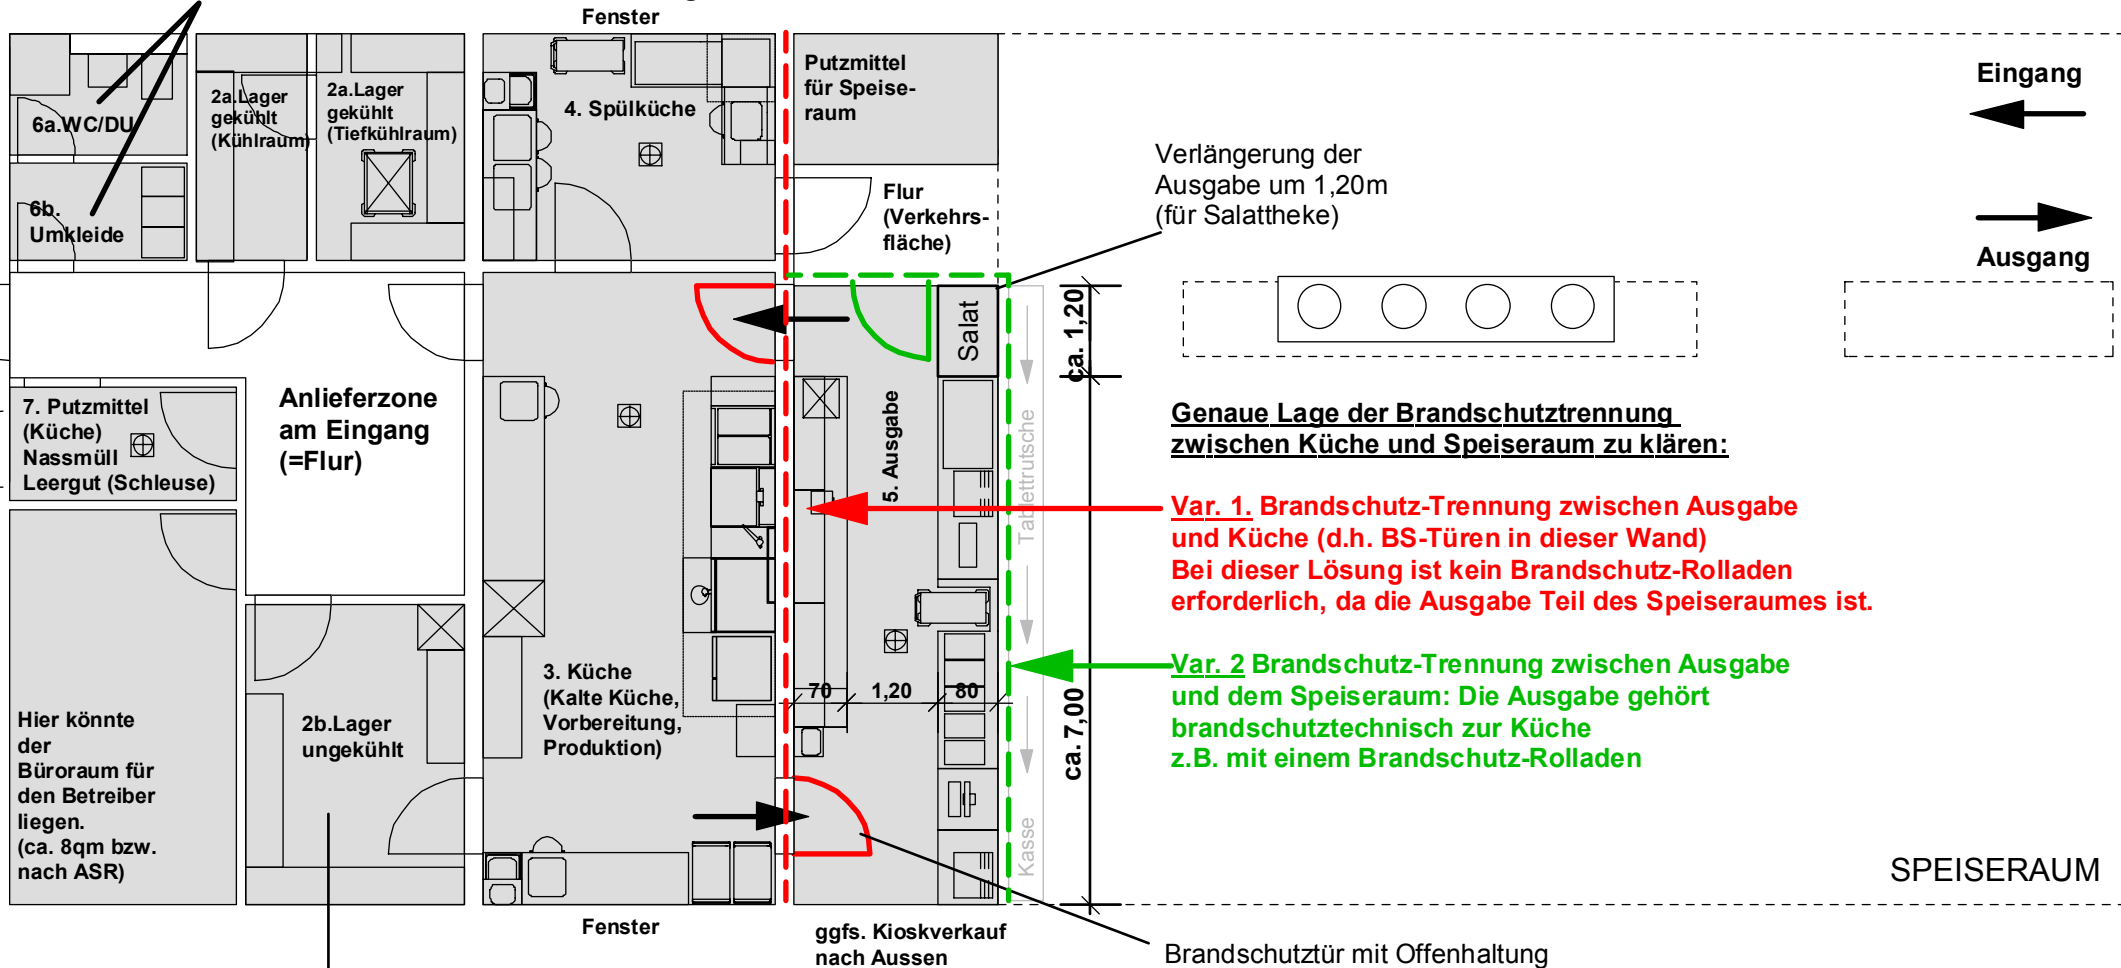 Fenster
Putzmittel
für Speise-
raum
Eingang
2a.Lager
gekühlt
(Kühlraum)
2a.Lager
gekühlt
(Tiefkühlraum)
4. Spülküche
6a.WC/DU
Verlängerung der
Ausgabe um 1,20m
(für Salattheke)
Flur
(Verkehrs-
fläche)
6b.
Umkleide
Ausgang
Salat
ca. 1,20
Anlieferzone
am Eingang
(=Flur)
7. Putzmittel
(Küche)
Nassmüll
Leergut (Schleuse)
5. Ausgabe
Tablettrutsche
Genaue Lage der Brandschutztrennung
zwischen Küche und Speiseraum zu klären:
Var. 1. Brandschutz-Trennung zwischen Ausgabe
und Küche (d.h. BS-Türen in dieser Wand)
Bei dieser Lösung ist kein Brandschutz-Rolladen
erforderlich, da die Ausgabe Teil des Speiseraumes ist.
Var. 2 Brandschutz-Trennung zwischen Ausgabe
und dem Speiseraum: Die Ausgabe gehört
brandschutztechnisch zur Küche
z.B. mit einem Brandschutz-Rolladen
3. Küche
(Kalte Küche,
Vorbereitung,
Produktion)
70
1,20
80
ca. 7,00
Hier könnte
der
Büroraum für
den Betreiber
liegen.
(ca. 8qm bzw.
nach ASR)
2b.Lager
ungekühlt
Kasse
SPEISERAUM
Fenster
ggfs. Kioskverkauf
nach Aussen
Brandschutztür mit Offenhaltung